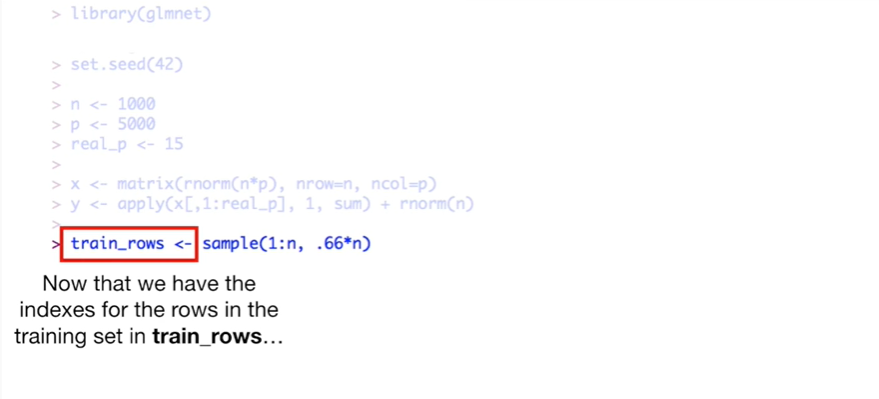 > library(glmnet)
> set.seed(42)
>
> n <- 1000
> p <- 5000
> real_p <- 15
>
> x <- matrix(rnorm(n*p), nrow=n, ncol=p)
> y <- apply(x[,1:real_p], 1, sum) + rnorm(n)
>
> train_rows <- sample(1:n, .66*n)
Now that we have the
indexes for the rows in the
training set in train_rows…